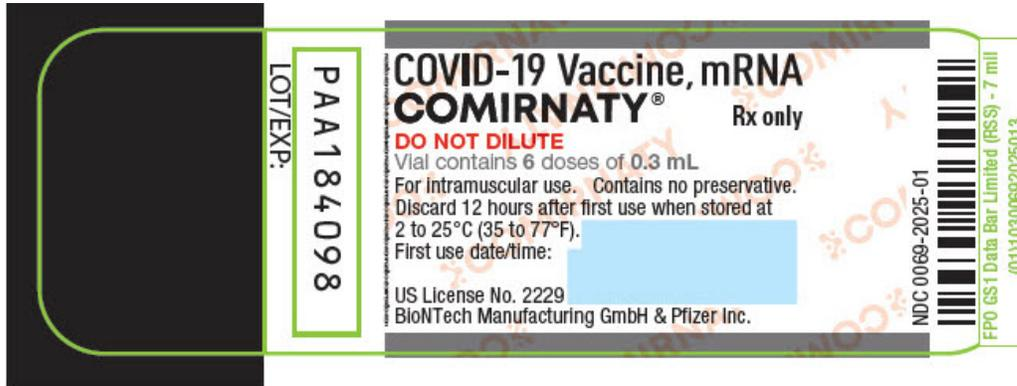 LOT/EXP:
PAA184098
COVID-19 Vaccine, mRNA
COMIRNATY®
Rx only
DO NOT DILUTE
Vial contains 6 doses of 0.3 mL
For intramuscular use. Contains no preservative.
Discard 12 hours after first use when stored at
2 to 25°C (35 to 77°F).
First use date/time:
US License No. 2229
BioNTech Manufacturing GmbH & Pfizer Inc.
NDC 0069-2025-01
FPO GS1 Data Bar Limited (RSS) - 7 mil